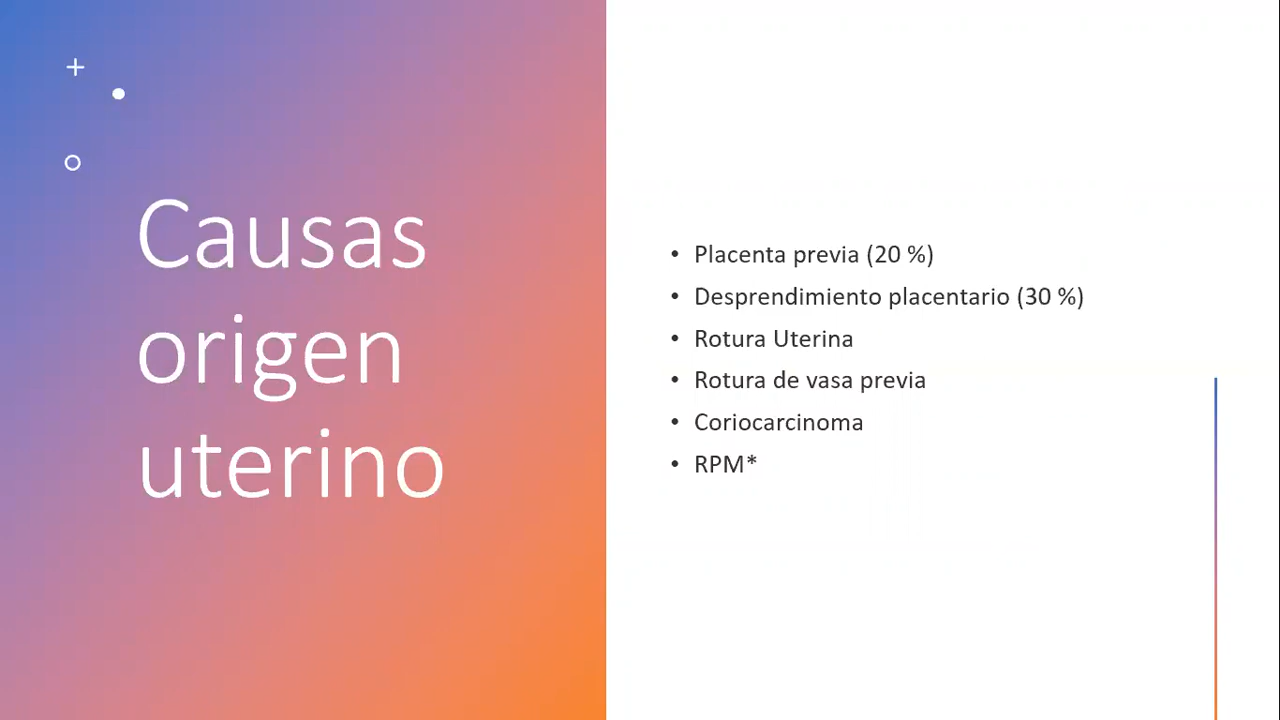 Causas
origen
uterino
• Placenta previa (20 %)
• Desprendimiento placentario (30 %)
• Rotura Uterina
• Rotura de vasa previa
• Coriocarcinoma
• RPM*